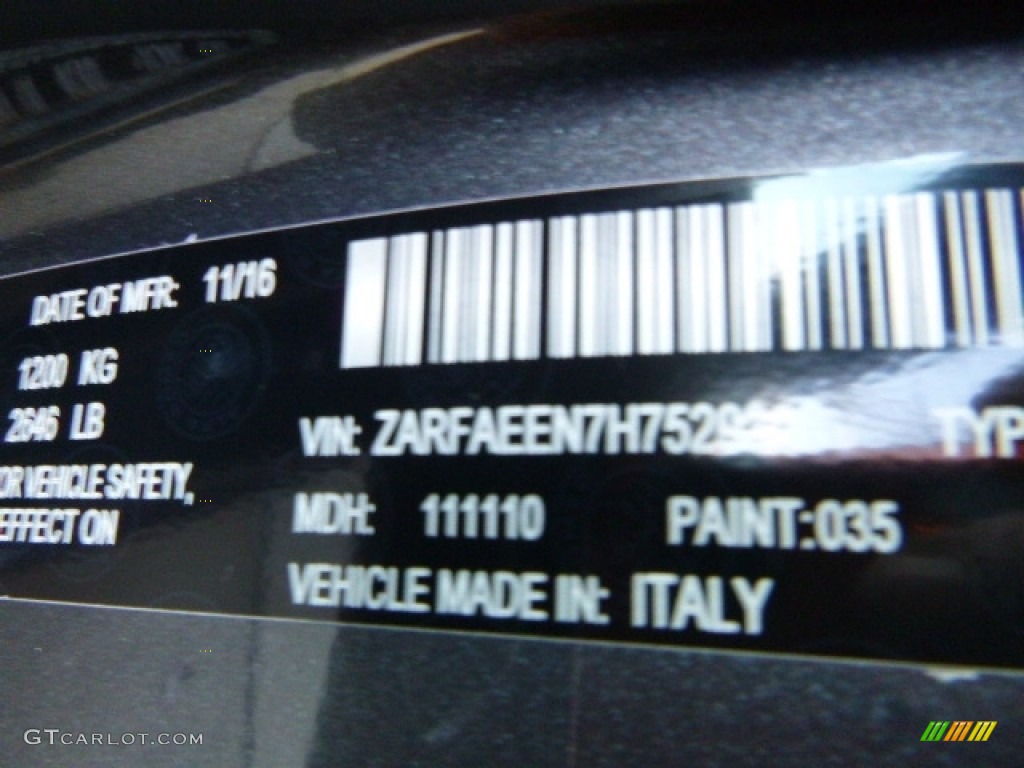 DATE OF MFR: 11/16
1200 KG
2646 LB
OR VEHICLE SAFETY,
EFFECT ON
VIN: TYP
MDH: 111110 PAINT:035
VEHICLE MADE IN: ITALY
GTCARLOT.COM